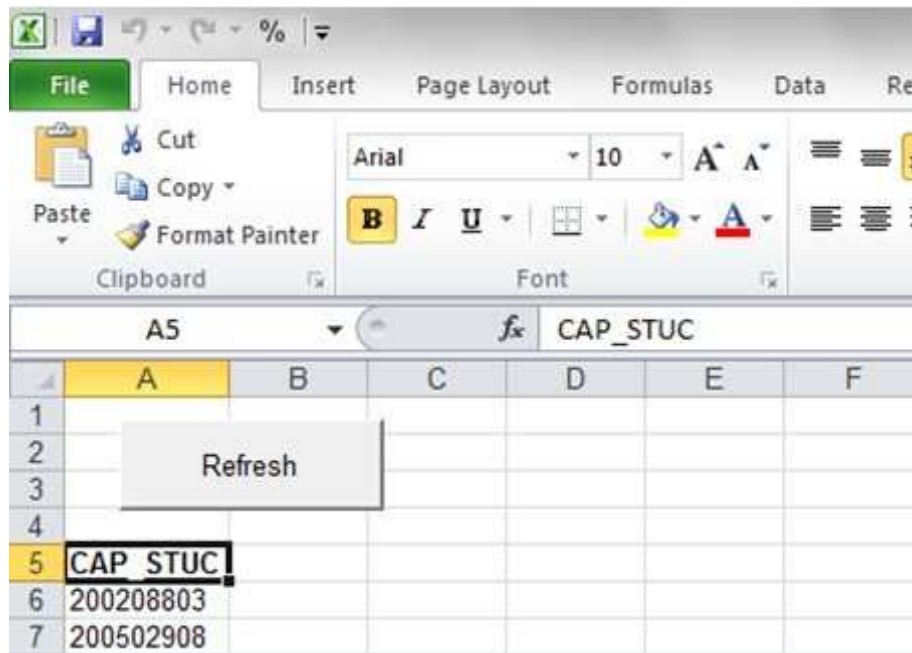 %
File Home Insert Page Layout Formulas Data Re
Cut
Arial 10 A A
Copy
Paste
Format Painter
B I U A
Clipboard Font
A5 fx CAP_STUC
A B C D E F
1
2
Refresh
3
4
5 CAP_STUC
6 200208803
7 200502908